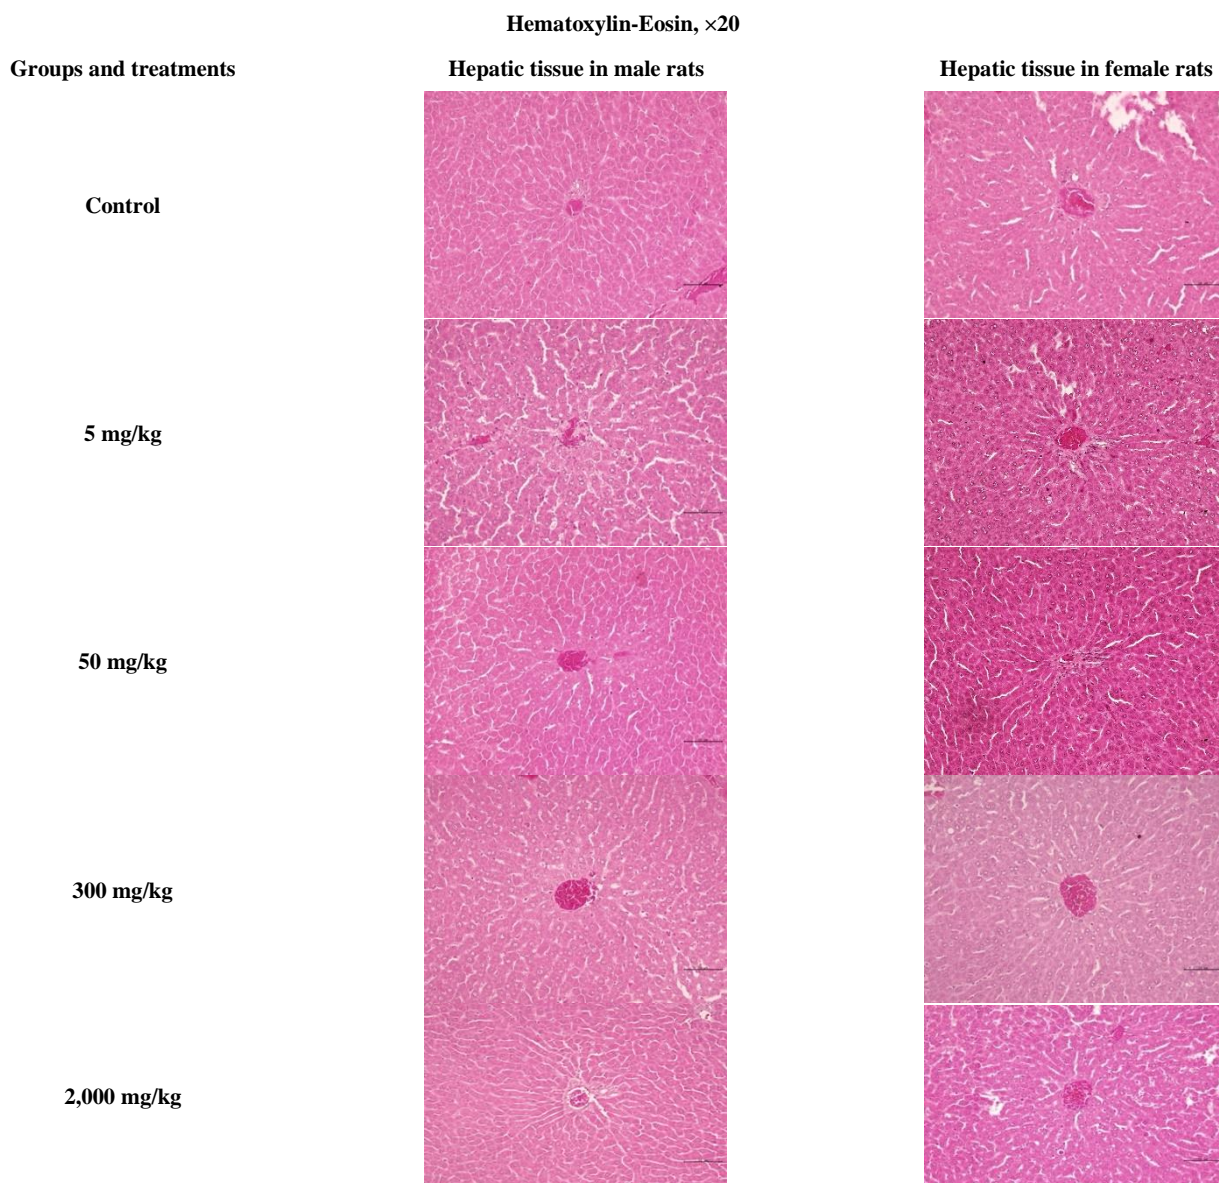 Hematoxylin-Eosin, ×20
Groups and treatments Hepatic tissue in male rats Hepatic tissue in female rats
Control
5 mg/kg
50 mg/kg
300 mg/kg
2,000 mg/kg